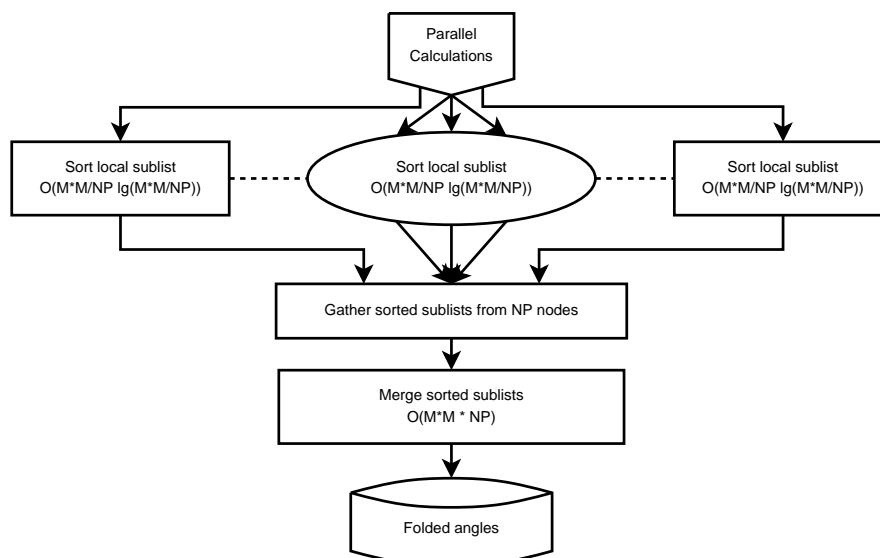 Parallel
Calculations
Sort local sublist
O(M*M/NP lg(M*M/NP))
Sort local sublist
O(M*M/NP lg(M*M/NP))
Sort local sublist
O(M*M/NP lg(M*M/NP))
Gather sorted sublists from NP nodes
Merge sorted sublists
O(M*M * NP)
Folded angles